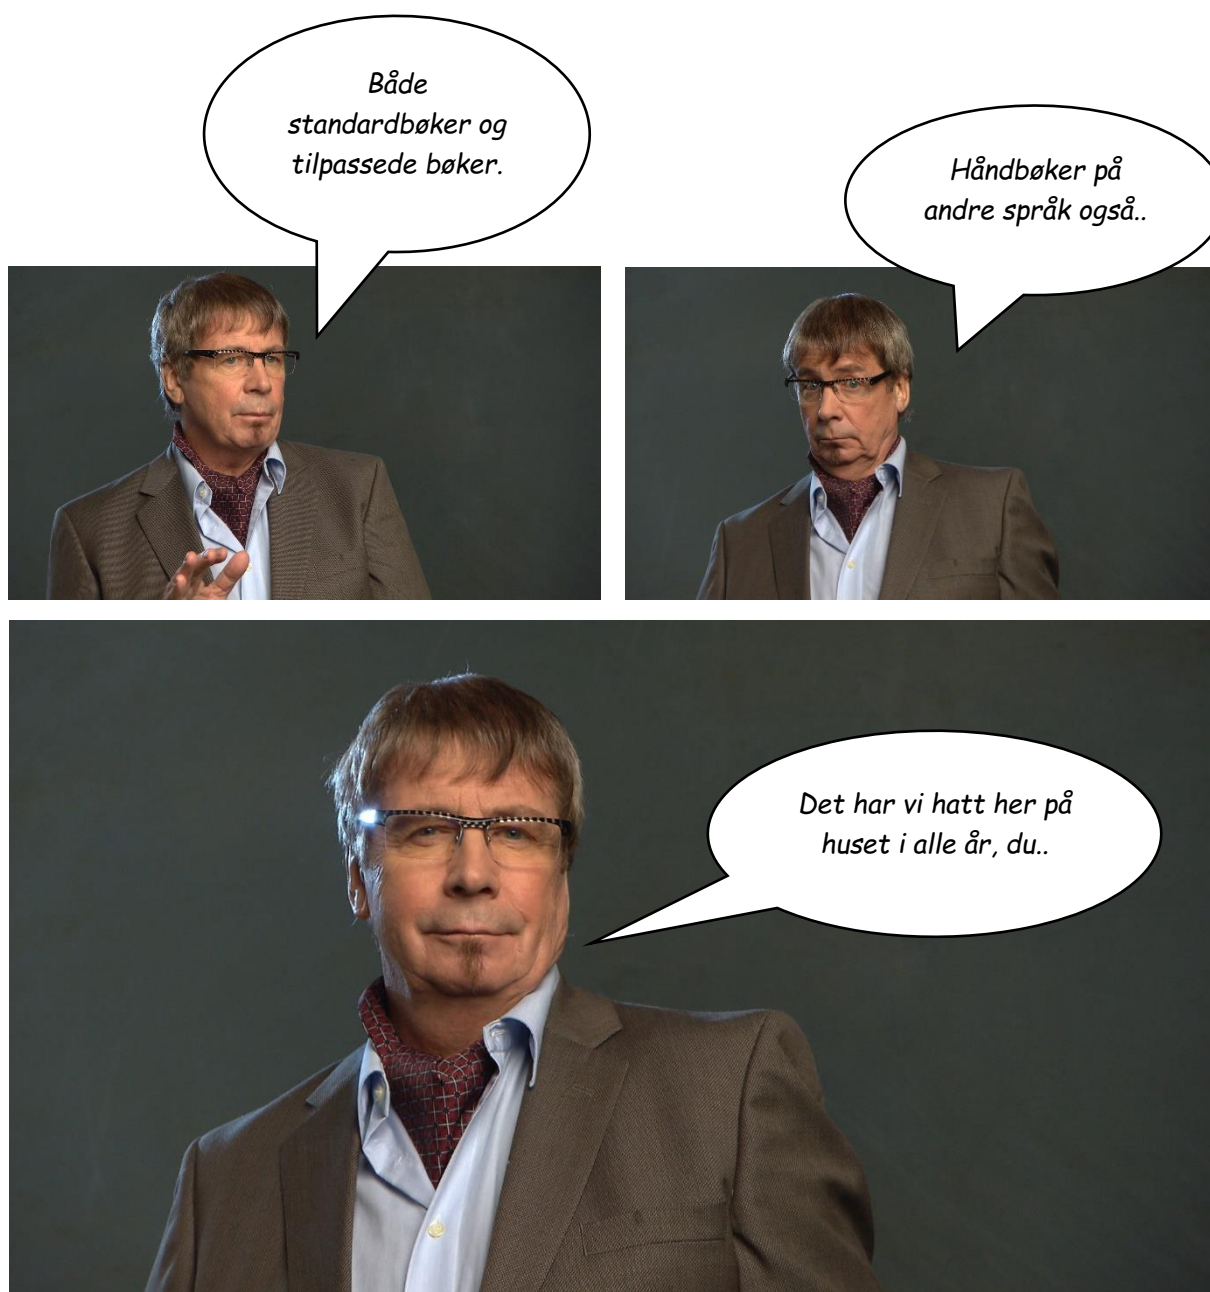 Både
standardbøker og
tilpassede bøker.
Håndbøker på
andre språk også..
Det har vi hatt her på
huset i alle år, du..